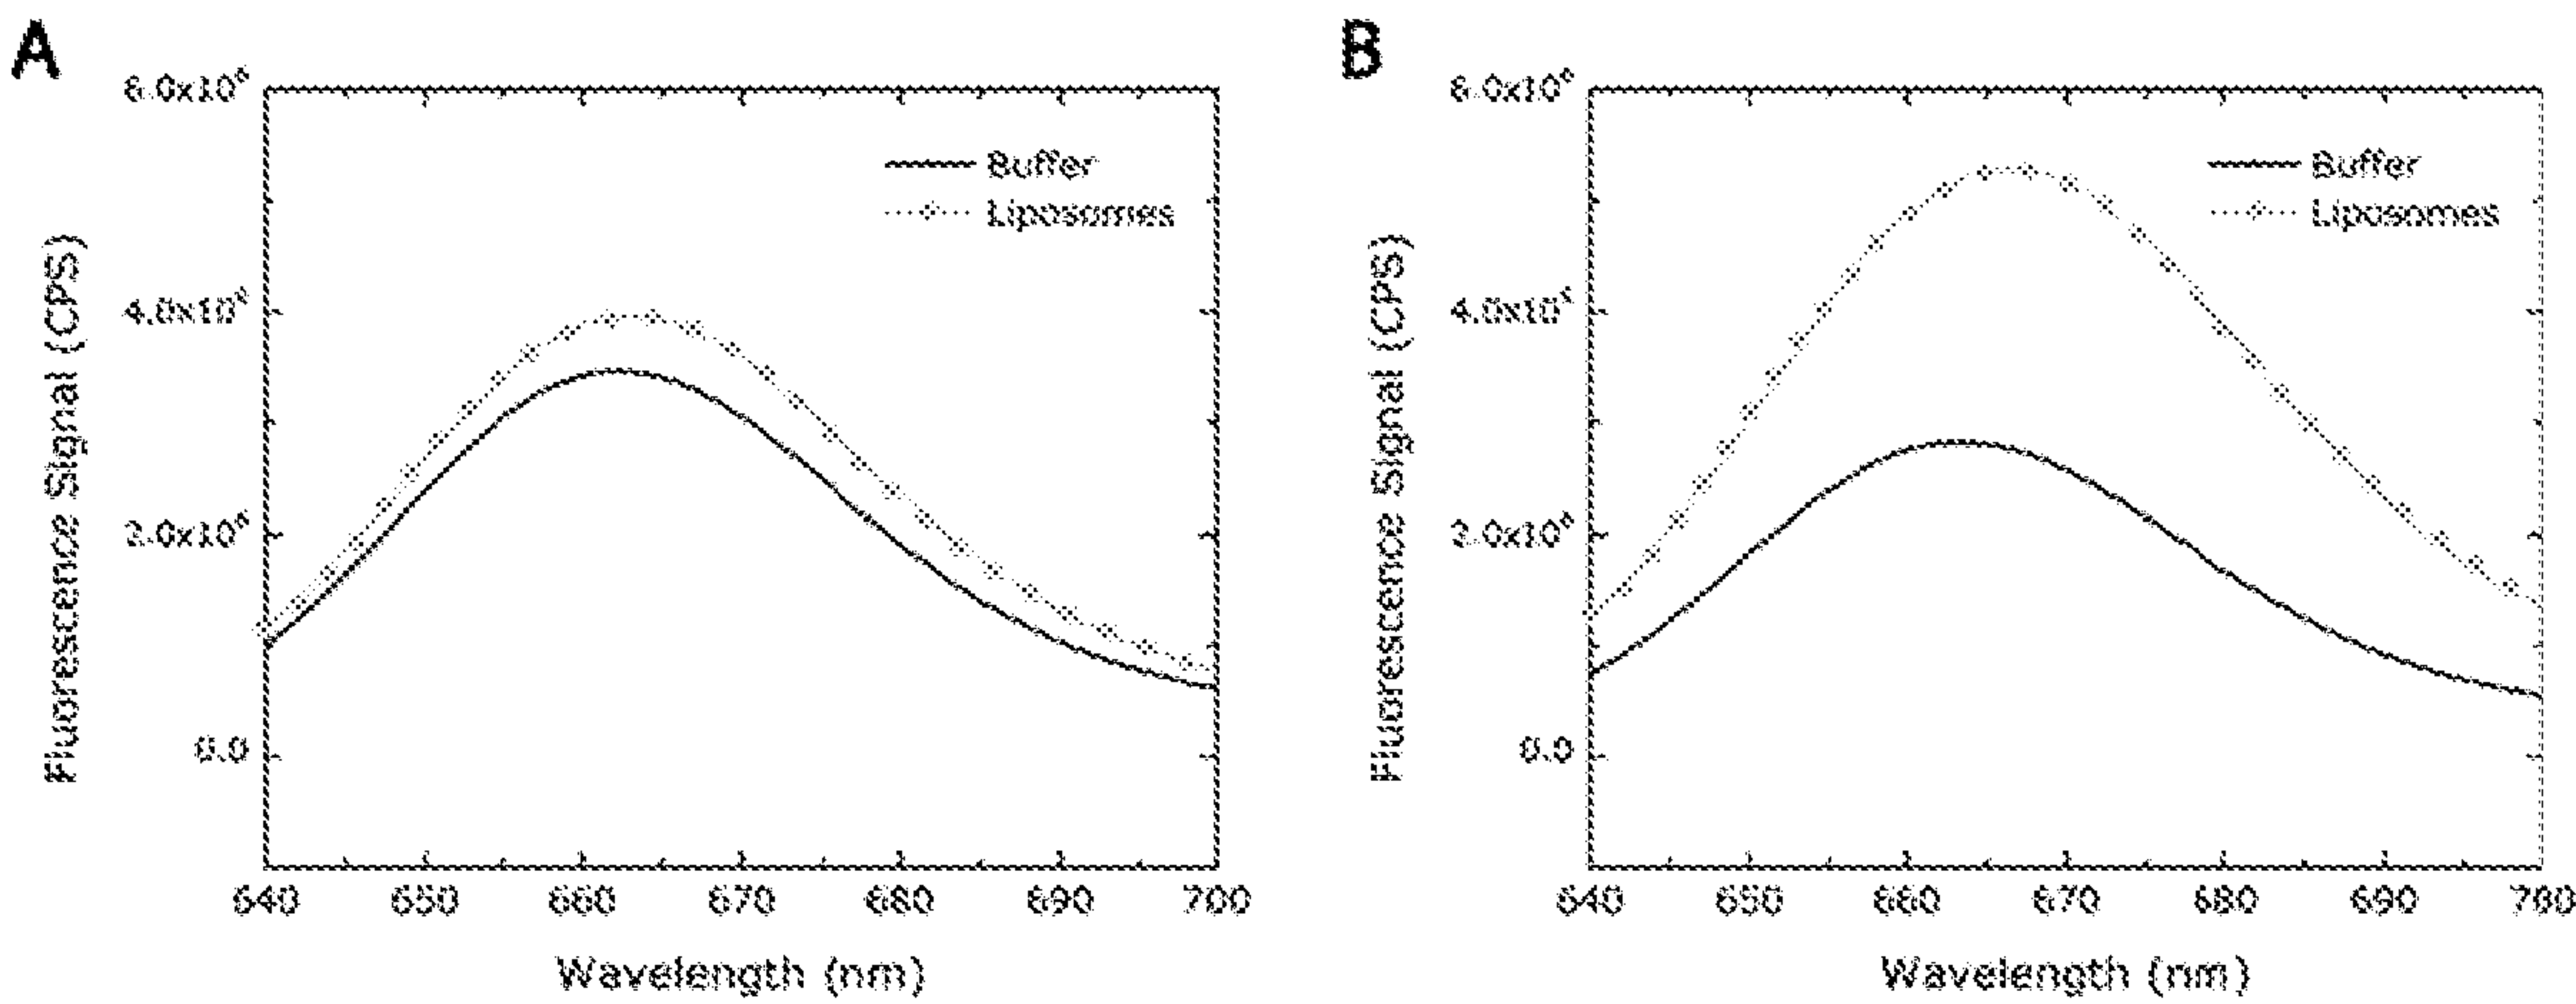 A
6.0x10⁶
4.0x10⁶
2.0x10⁶
0.0
Fluorescence Signal (CPS)
Buffer
Liposomes
640 650 660 670 680 690 700
Wavelength (nm)
B
6.0x10⁶
4.0x10⁶
2.0x10⁶
0.0
Fluorescence Signal (CPS)
Buffer
Liposomes
640 650 660 670 680 690 700
Wavelength (nm)